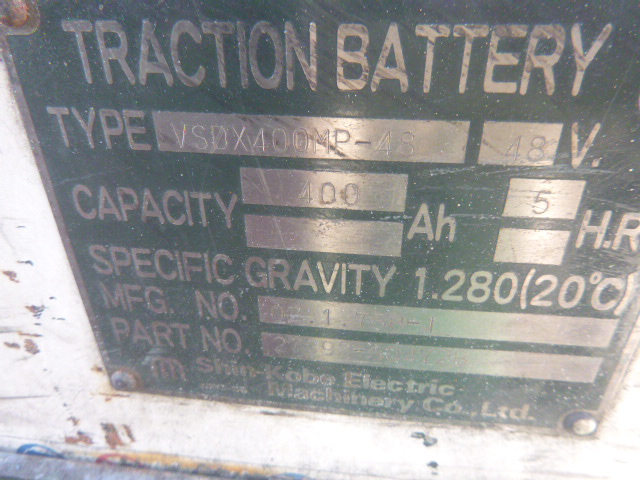 TRACTION BATTERY
TYPE VSDX400MP-48 48 V.
CAPACITY 400 Ah 5 H.R
SPECIFIC GRAVITY 1.280(20°C)
MFG. NO.
PART NO
Shin-Kobe Electric
Machinery Co., Ltd.